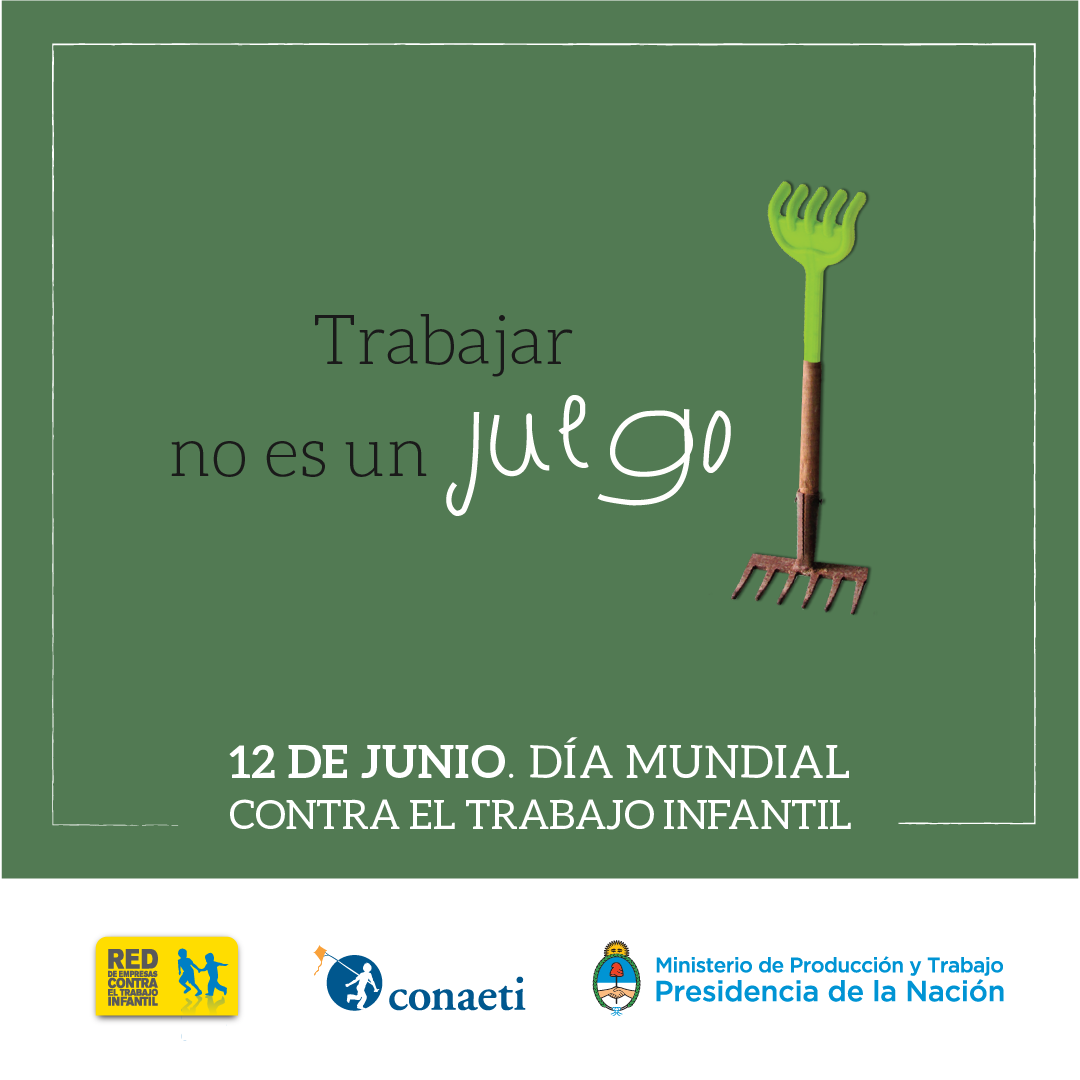 Trabajar
no es un juego
12 DE JUNIO. DÍA MUNDIAL
CONTRA EL TRABAJO INFANTIL
RED
DE EMPRESAS
CONTRA
EL TRABAJO
INFANTIL
conaeti
Ministerio de Producción y Trabajo
Presidencia de la Nación